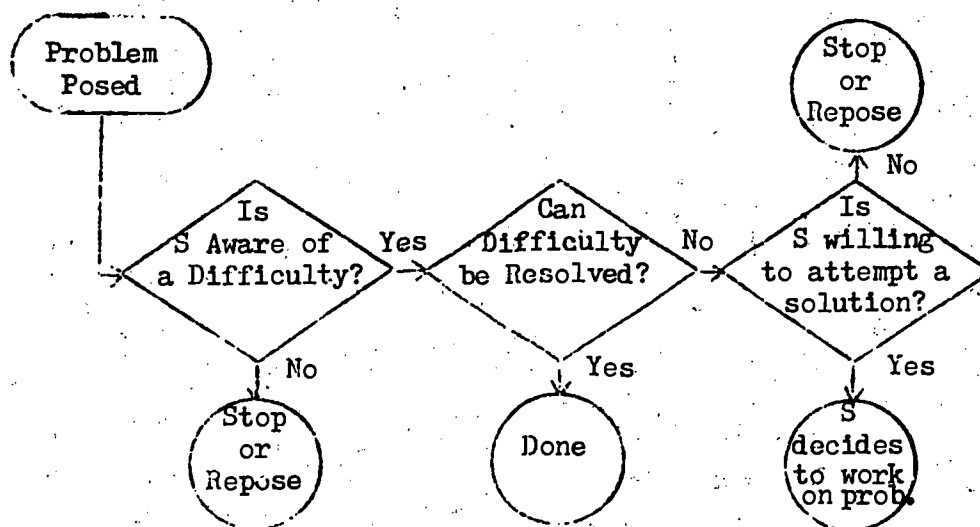 Problem
Posed
Is
S Aware of
a Difficulty?
Yes
No
Stop
or
Repose
Can
Difficulty
be Resolved?
No
Yes
Done
Is
S willing
to attempt a
solution?
No
Stop
or
Repose
Yes
S
decides
to work
on prob.